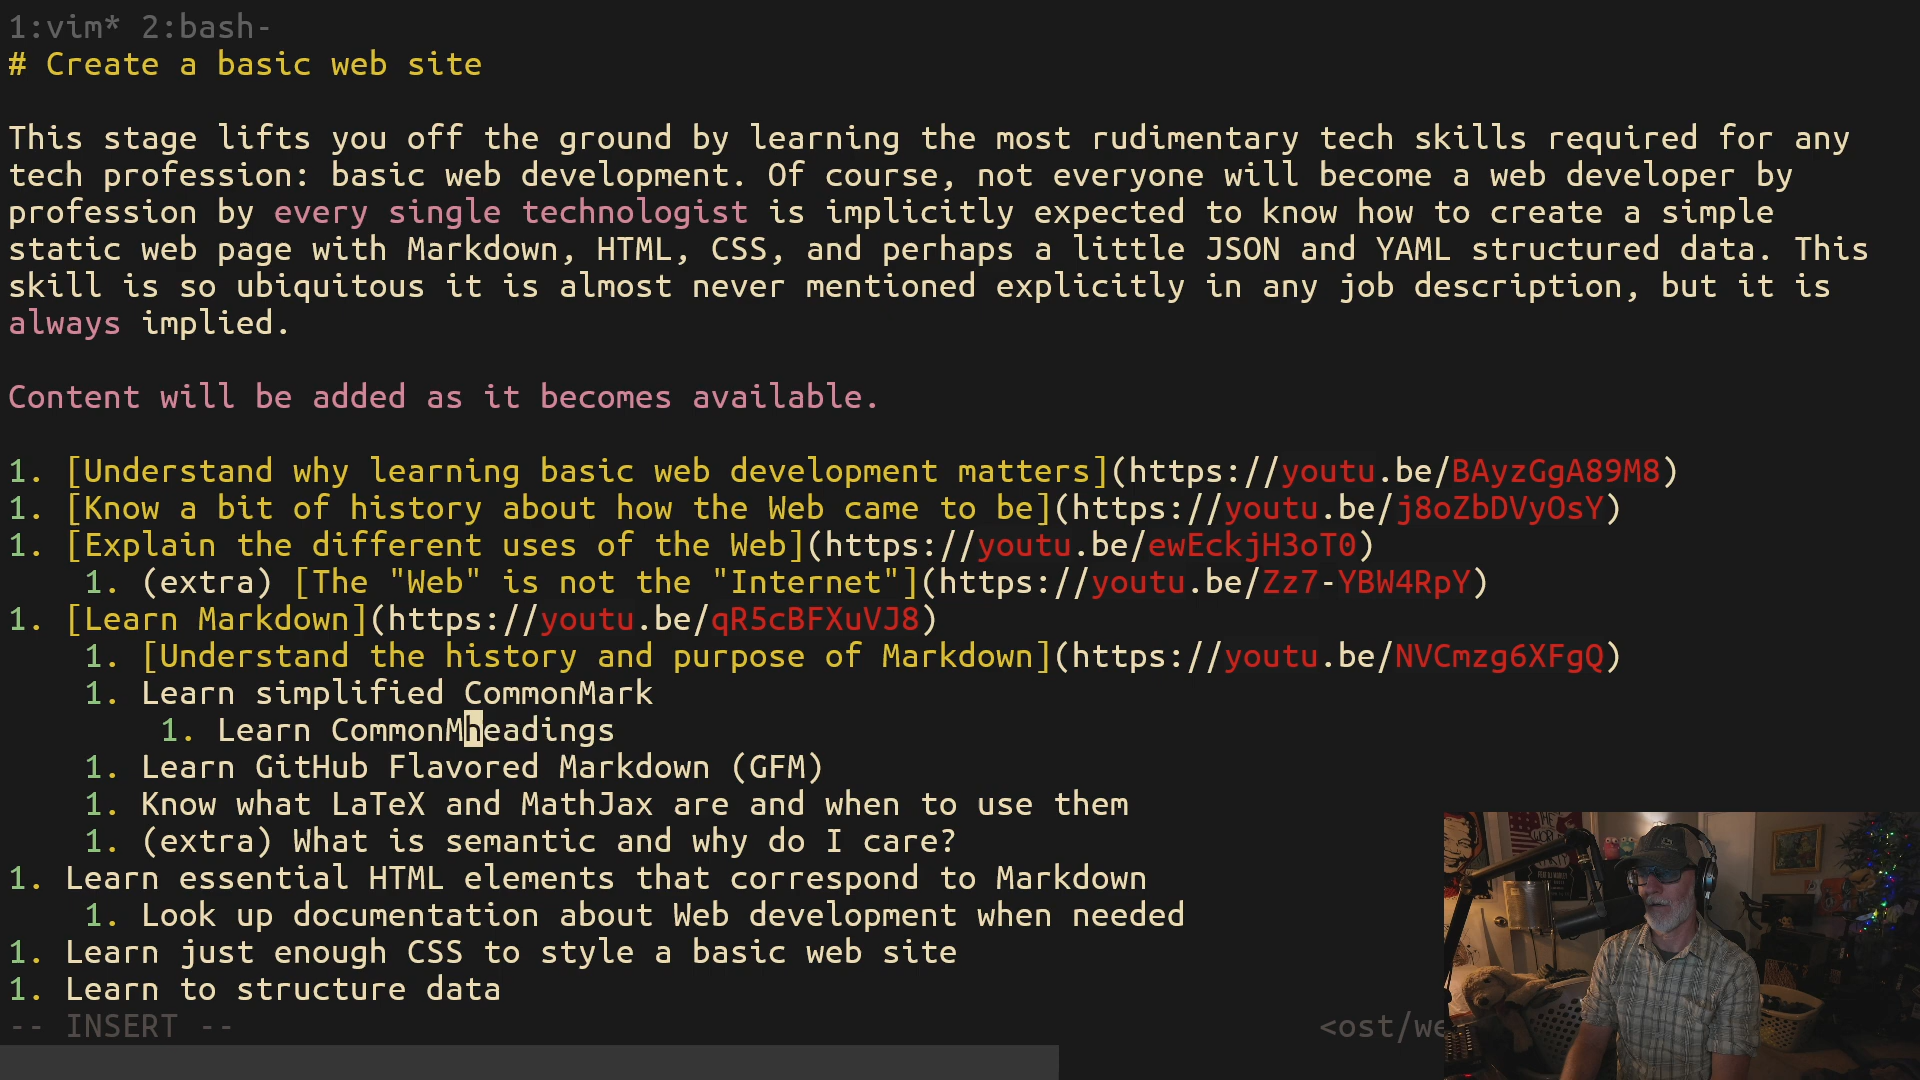 1:vim* 2:bash-
# Create a basic web site
This stage lifts you off the ground by learning the most rudimentary tech skills required for any
tech profession: basic web development. Of course, not everyone will become a web developer by
profession by every single technologist is implicitly expected to know how to create a simple
static web page with Markdown, HTML, CSS, and perhaps a little JSON and YAML structured data. This
skill is so ubiquitous it is almost never mentioned explicitly in any job description, but it is
always implied.
Content will be added as it becomes available.
1. [Understand why learning basic web development matters](https://youtu.be/BAyzGgA89M8)
1. [Know a bit of history about how the Web came to be](https://youtu.be/j8oZbDVyOsY)
1. [Explain the different uses of the Web](https://youtu.be/ewEckjH3oT0)
1. (extra) [The "Web" is not the "Internet"](https://youtu.be/Zz7-YBW4RpY)
1. [Learn Markdown](https://youtu.be/qR5cBFXuVJ8)
1. [Understand the history and purpose of Markdown](https://youtu.be/NVCmzg6XFgQ)
1. Learn simplified CommonMark
1. Learn CommonMheadings
1. Learn GitHub Flavored Markdown (GFM)
1. Know what LaTeX and MathJax are and when to use them
1. (extra) What is semantic and why do I care?
1. Learn essential HTML elements that correspond to Markdown
1. Look up documentation about Web development when needed
1. Learn just enough CSS to style a basic web site
1. Learn to structure data
-- INSERT -- <ost/we